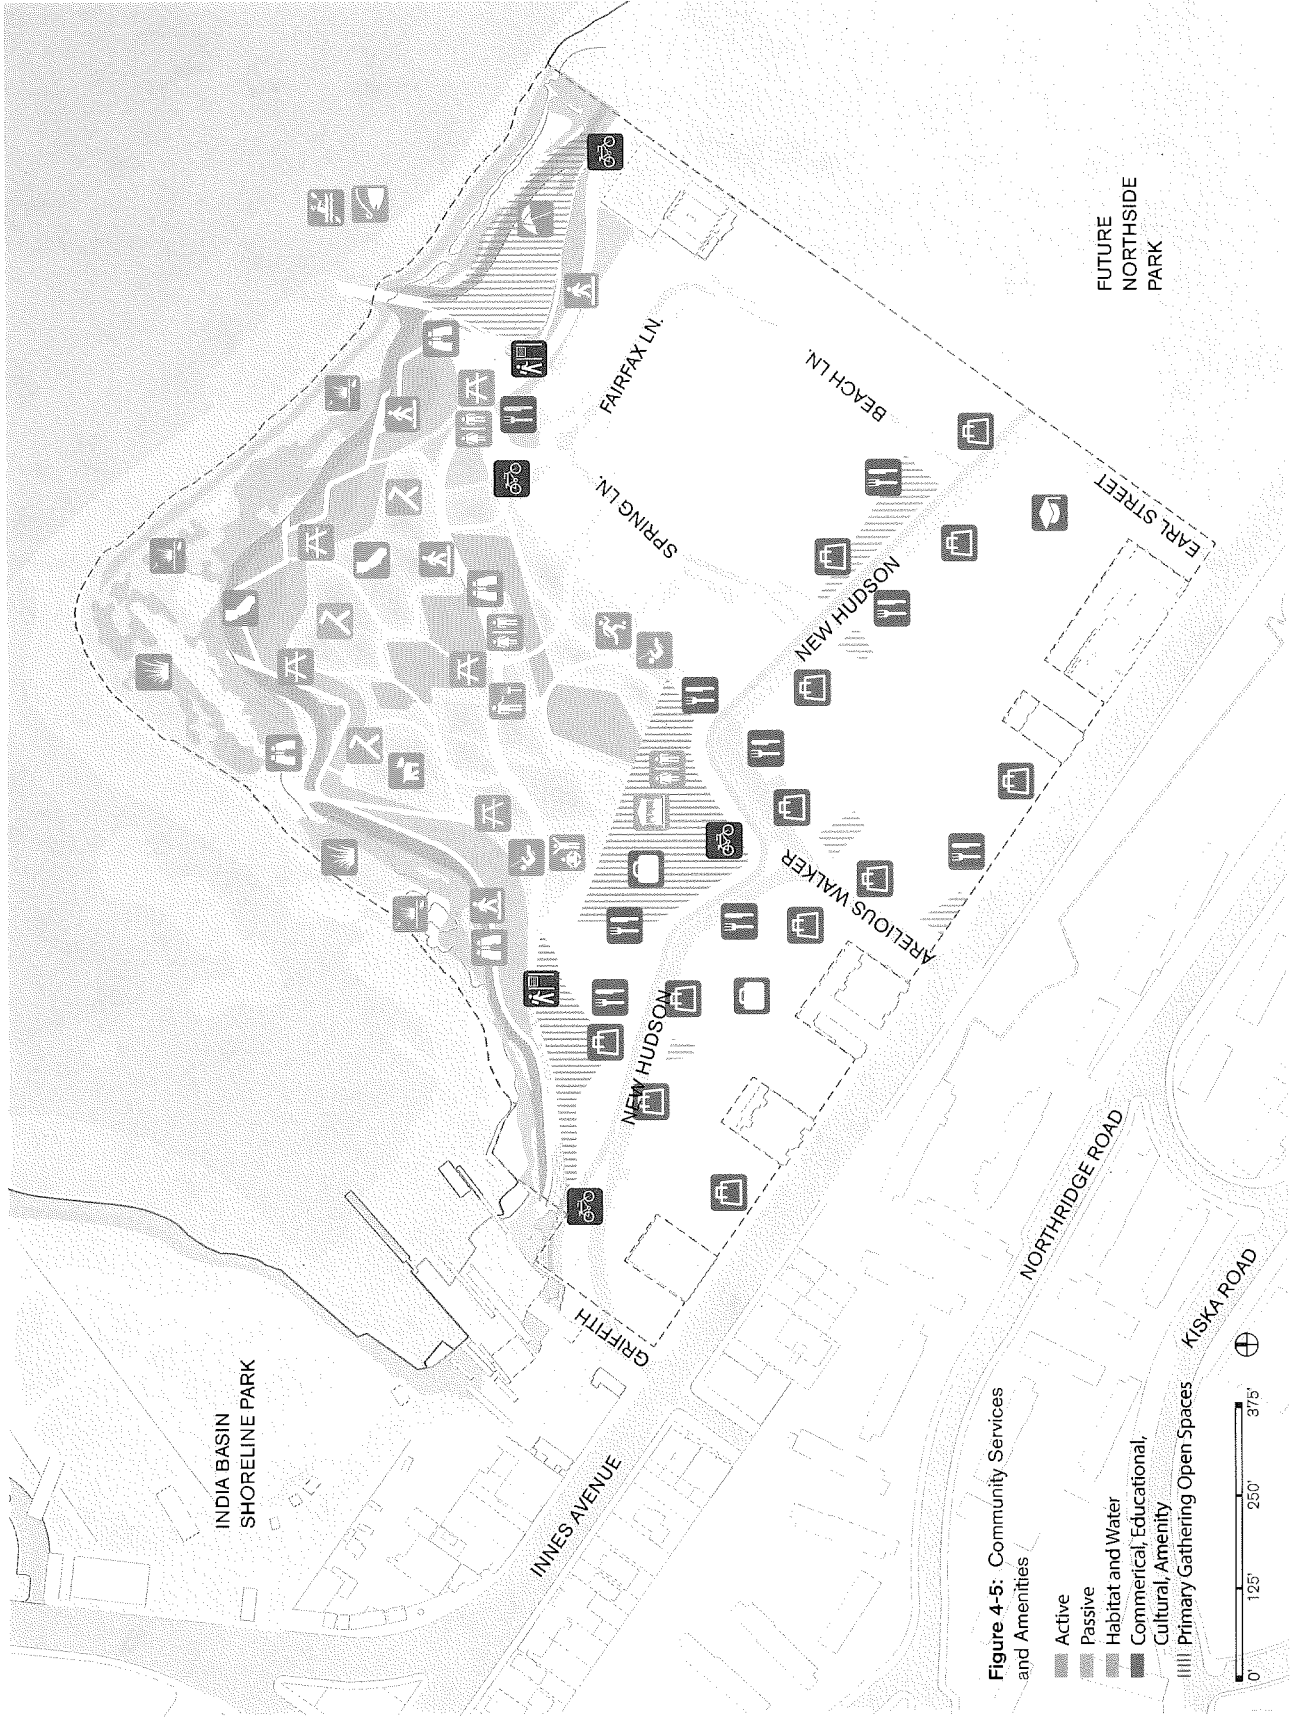 INDIA BASIN
SHORELINE PARK
FUTURE
NORTHSIDE
PARK
FAIRFAX LN.
BEACH LN.
SPRING LN.
NEW HUDSON
EARL STREET
ARELIOUS WALKER
NEW HUDSON
GRIFFITH
INNES AVENUE
NORTHRIDGE ROAD
KISKA ROAD
Figure 4-5: Community Services
and Amenities
Active
Passive
Habitat and Water
Commerical, Educational,
Cultural, Amenity
Primary Gathering Open Spaces
0' 125' 250' 375'